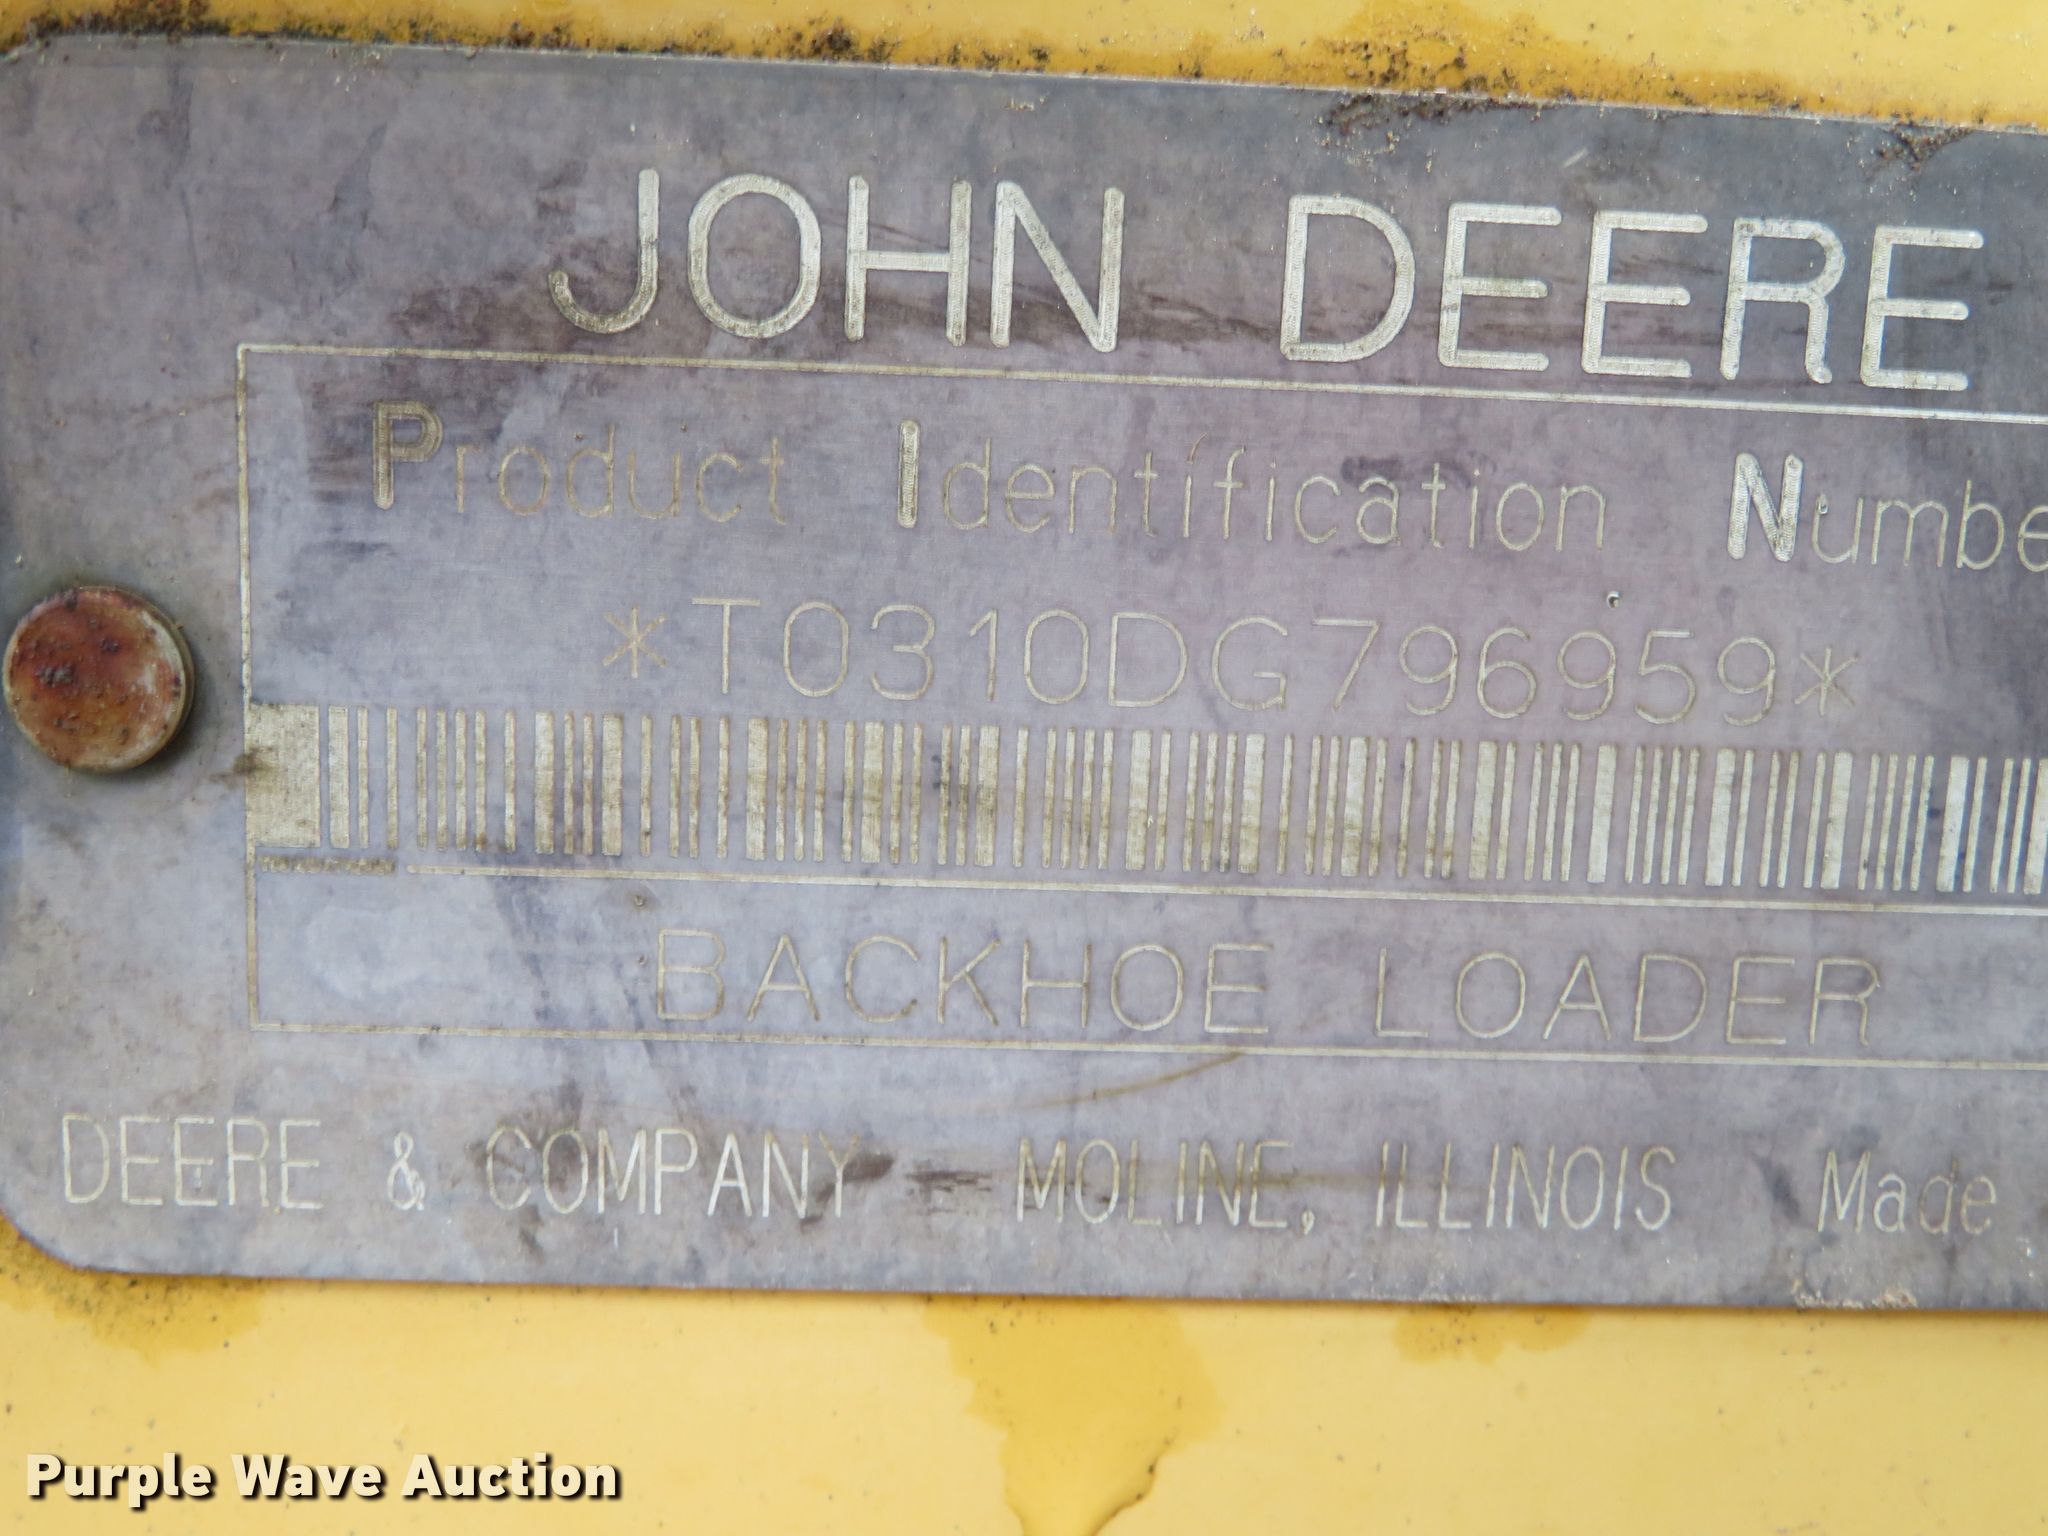 JOHN DEERE
Product Identification Numbe
*T0310DG796959*
BACKHOE LOADER
DEERE & COMPANY MOLINE, ILLINOIS Made
Purple Wave Auction